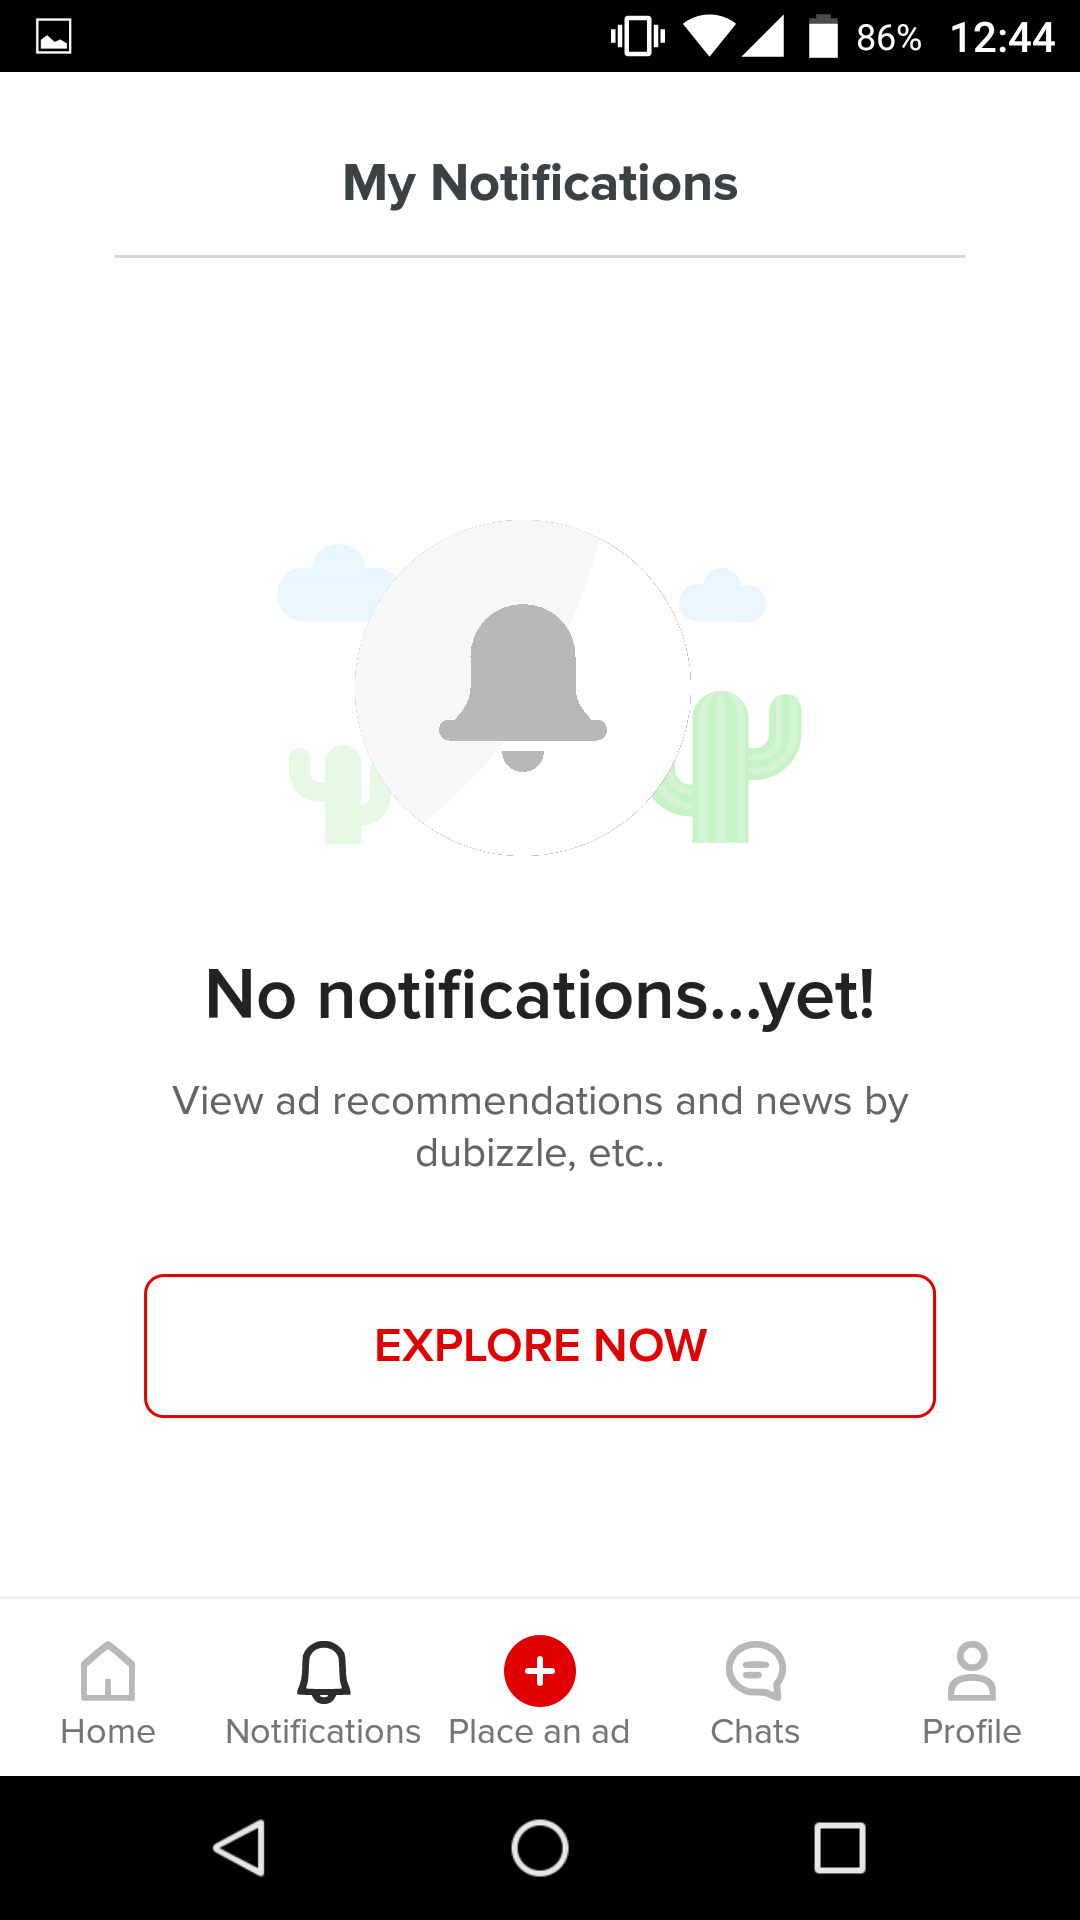 86% 12:44
My Notifications
No notifications...yet!
View ad recommendations and news by
dubizzle, etc..
EXPLORE NOW
Home Notifications Place an ad Chats Profile